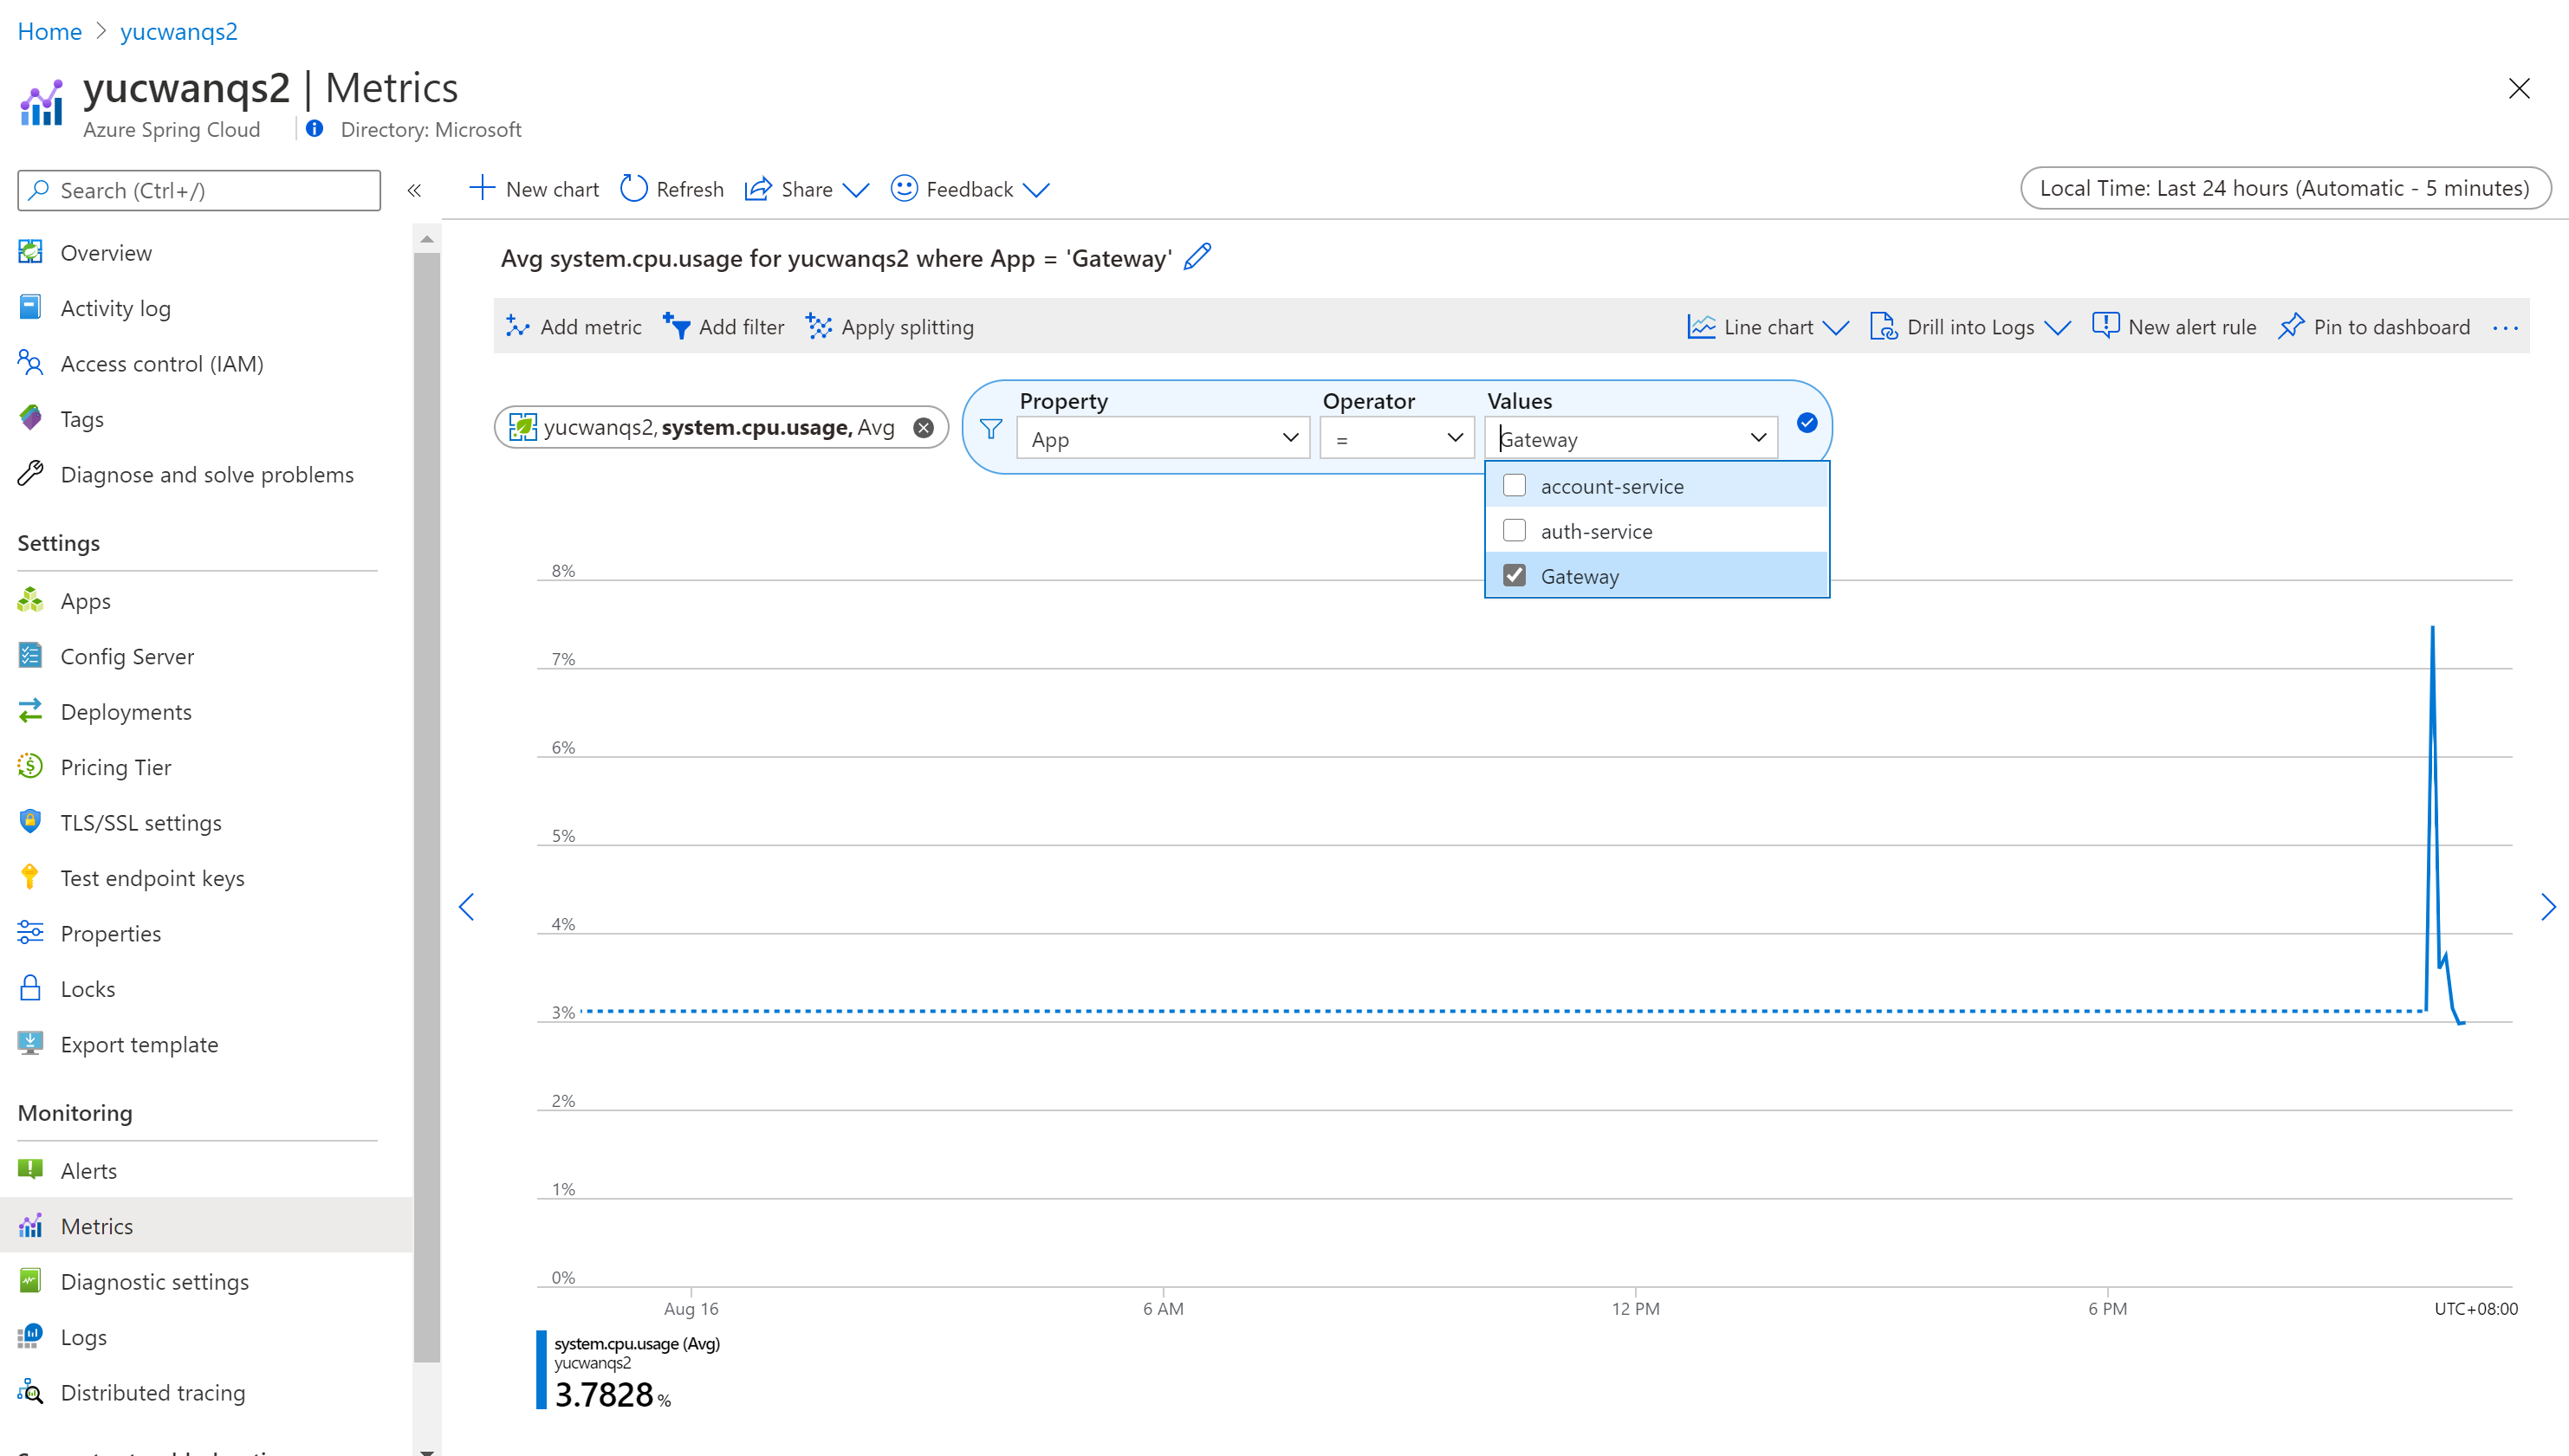 Home > yucwanqs2
yucwanqs2 | Metrics
Azure Spring Cloud
Directory: Microsoft
Search (Ctrl+/)
«
New chart
Refresh
Share
Feedback
Local Time: Last 24 hours (Automatic - 5 minutes)
Overview
Activity log
Access control (IAM)
Tags
Diagnose and solve problems
Settings
Apps
Config Server
Deployments
Pricing Tier
TLS/SSL settings
Test endpoint keys
Properties
Locks
Export template
Monitoring
Alerts
Metrics
Diagnostic settings
Logs
Distributed tracing
Avg system.cpu.usage for yucwanqs2 where App = 'Gateway'
Add metric
Add filter
Apply splitting
Line chart
Drill into Logs
New alert rule
Pin to dashboard
...
yucwanqs2, system.cpu.usage, Avg
Property
Operator
Values
App
=
Gateway
account-service
auth-service
Gateway
8%
7%
6%
5%
4%
3%
2%
1%
0%
Aug 16
6 AM
12 PM
6 PM
UTC+08:00
system.cpu.usage (Avg)
yucwanqs2
3.7828 %